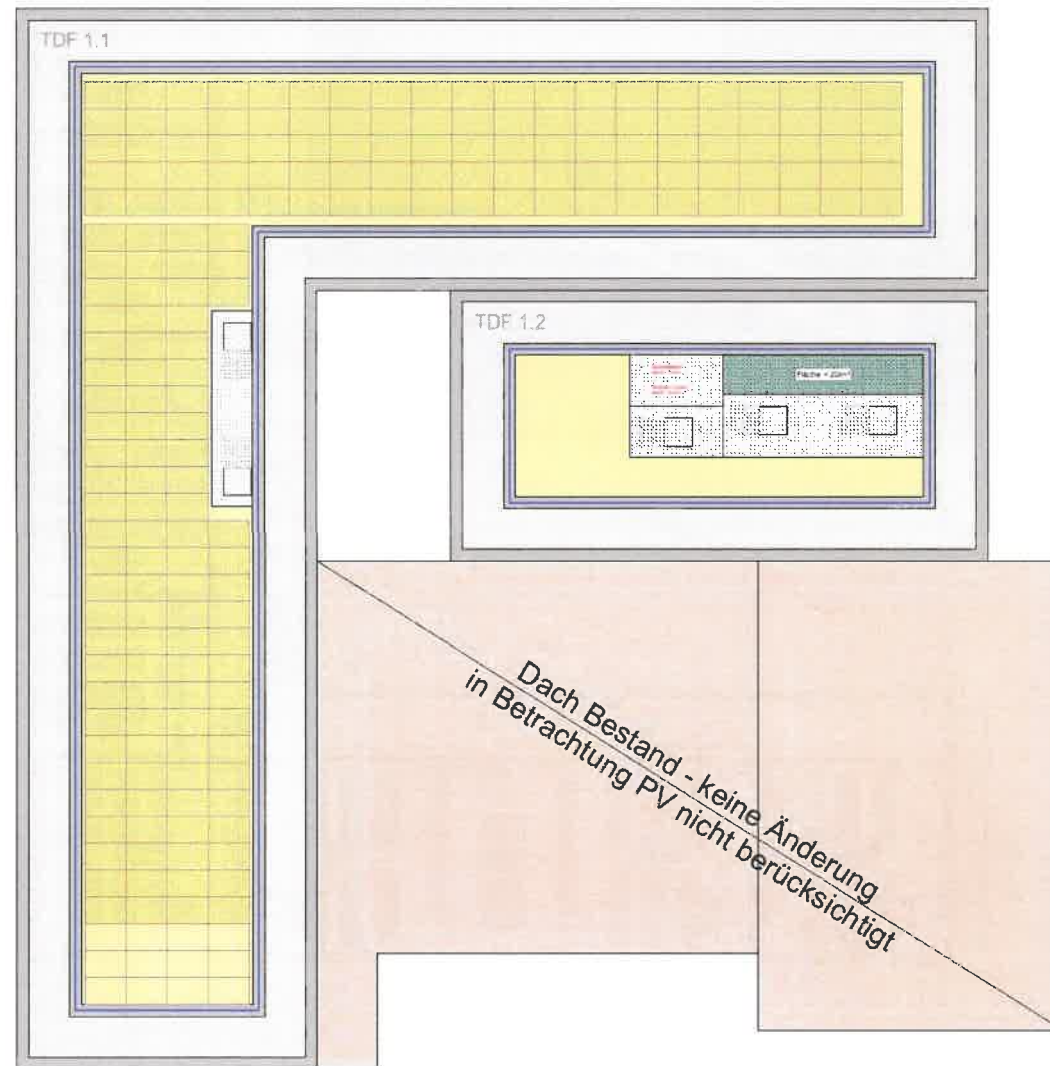 TDF 1.1
TDF 1.2
Dach Bestand - keine Änderung
in Betrachtung PV nicht berücksichtigt